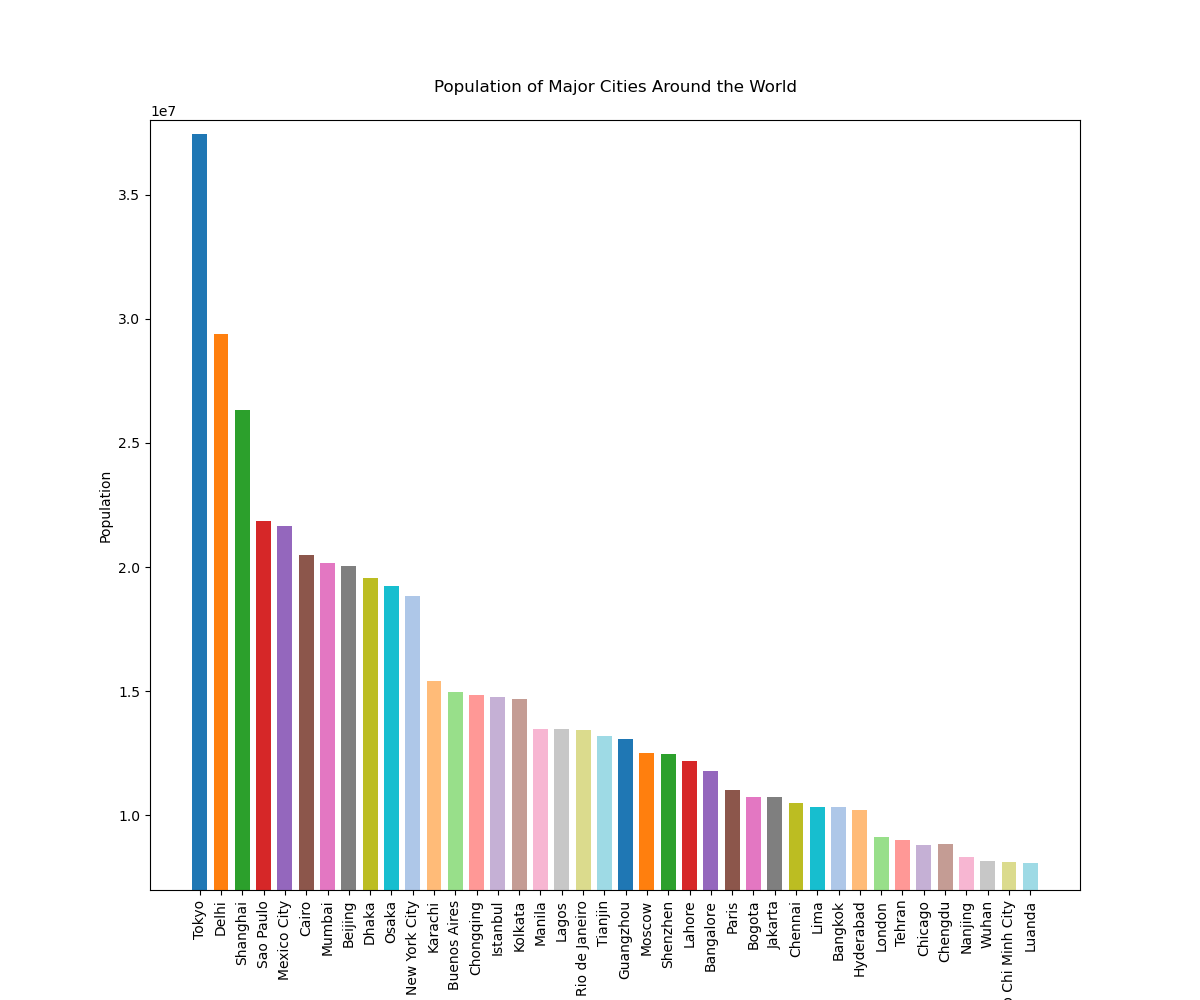 Population of Major Cities Around the World
1e7
3.5
3.0
2.5
2.0
1.5
1.0
Population
Tokyo
Delhi
Shanghai
Sao Paulo
Mexico City
Cairo
Mumbai
Beijing
Dhaka
Osaka
New York City
Karachi
Buenos Aires
Chongqing
Istanbul
Kolkata
Manila
Lagos
Rio de Janeiro
Tianjin
Guangzhou
Moscow
Shenzhen
Lahore
Bangalore
Paris
Bogota
Jakarta
Chennai
Lima
Bangkok
Hyderabad
London
Tehran
Chicago
Chengdu
Nanjing
Wuhan
Chi Minh City
Luanda